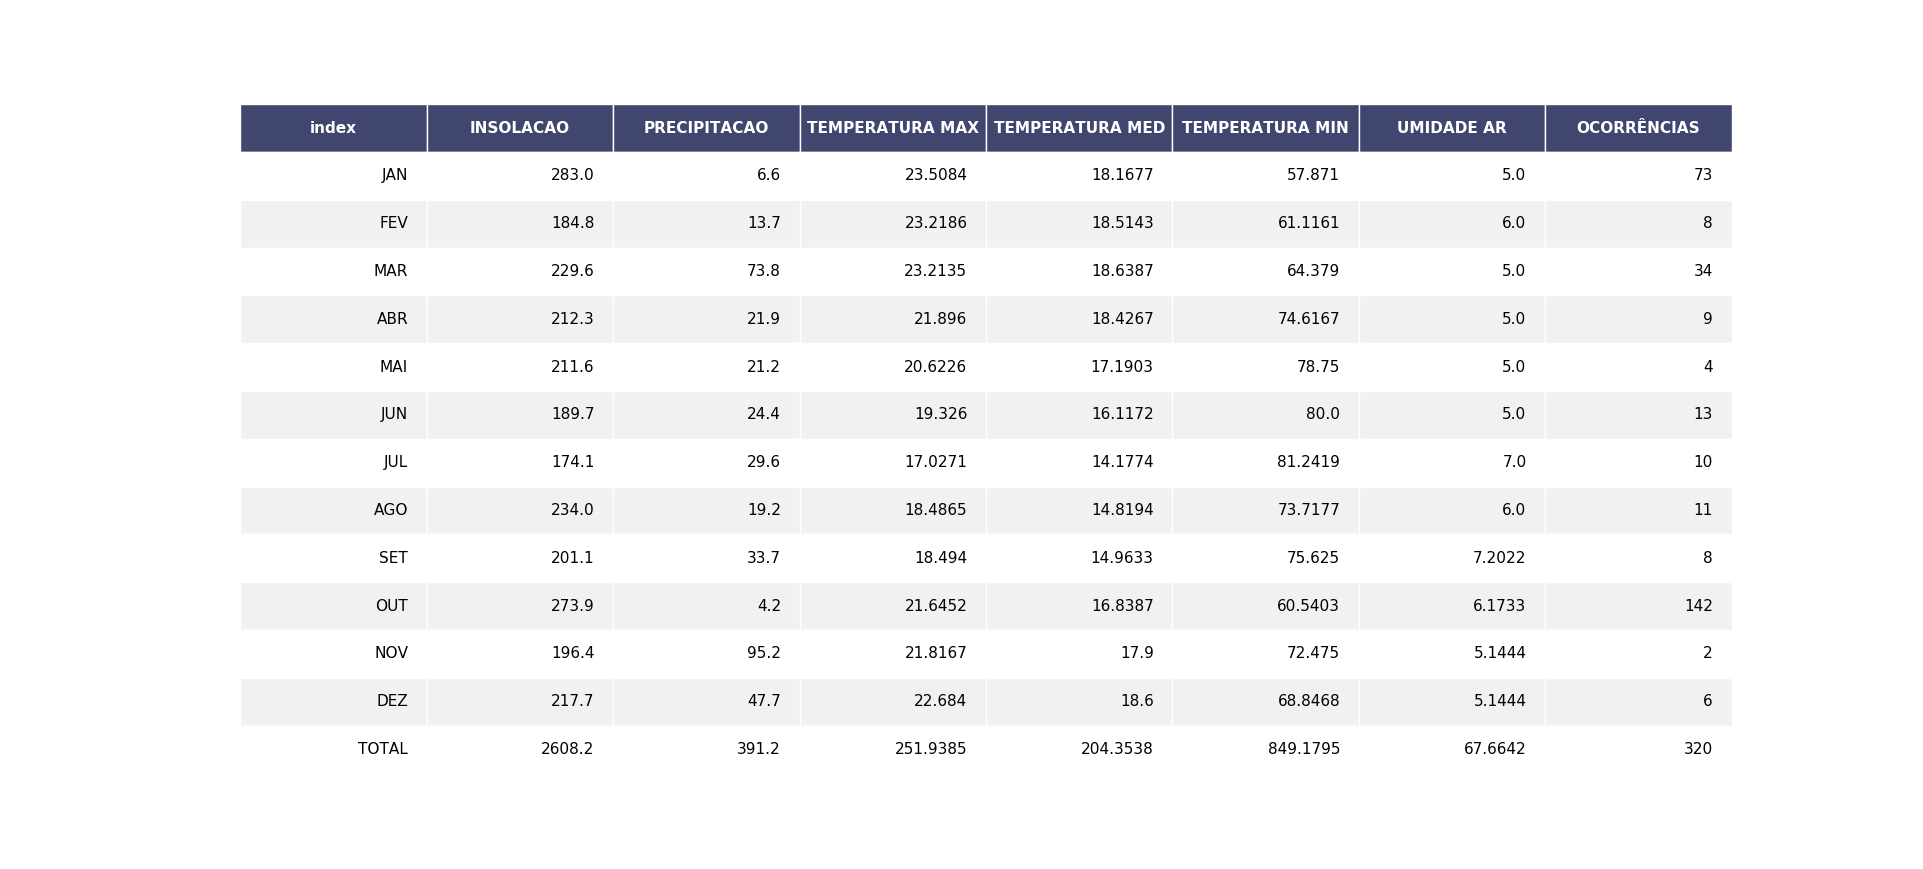 index INSOLACAO PRECIPITACAO TEMPERATURA MAX TEMPERATURA MED TEMPERATURA MIN UMIDADE AR OCORRÊNCIAS
JAN 283.0 6.6 23.5084 18.1677 57.871 5.0 73
FEV 184.8 13.7 23.2186 18.5143 61.1161 6.0 8
MAR 229.6 73.8 23.2135 18.6387 64.379 5.0 34
ABR 212.3 21.9 21.896 18.4267 74.6167 5.0 9
MAI 211.6 21.2 20.6226 17.1903 78.75 5.0 4
JUN 189.7 24.4 19.326 16.1172 80.0 5.0 13
JUL 174.1 29.6 17.0271 14.1774 81.2419 7.0 10
AGO 234.0 19.2 18.4865 14.8194 73.7177 6.0 11
SET 201.1 33.7 18.494 14.9633 75.625 7.2022 8
OUT 273.9 4.2 21.6452 16.8387 60.5403 6.1733 142
NOV 196.4 95.2 21.8167 17.9 72.475 5.1444 2
DEZ 217.7 47.7 22.684 18.6 68.8468 5.1444 6
TOTAL 2608.2 391.2 251.9385 204.3538 849.1795 67.6642 320